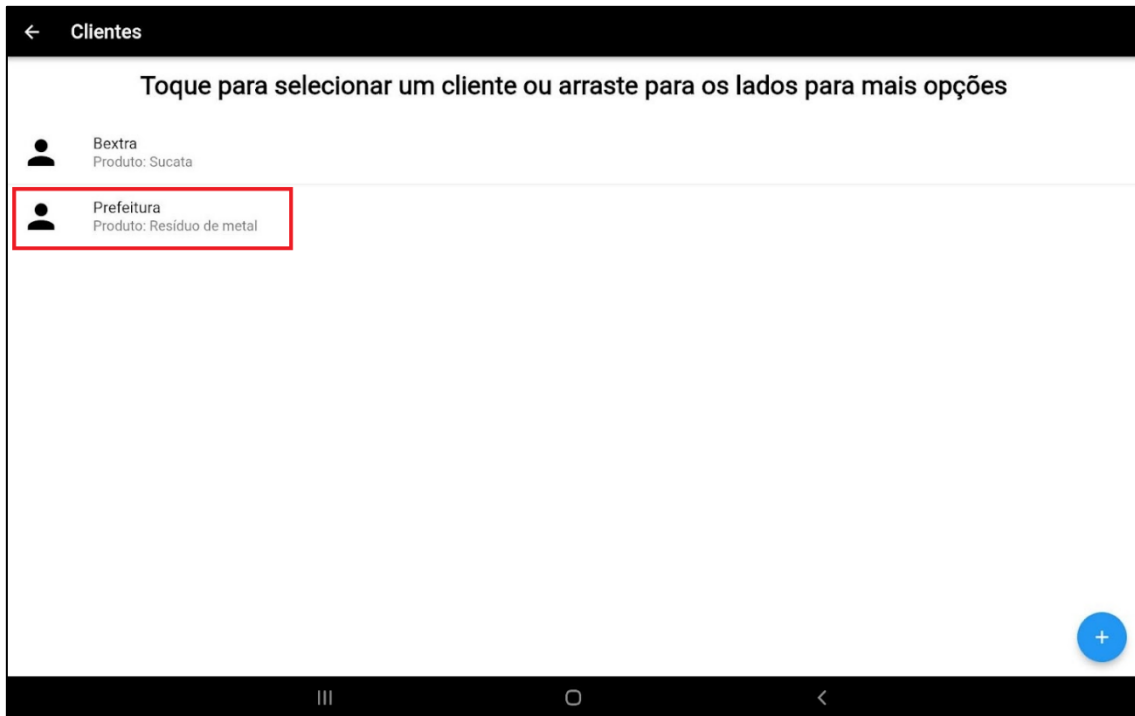 Clientes
Toque para selecionar um cliente ou arraste para os lados para mais opções
Bextra
Produto: Sucata
Prefeitura
Produto: Resíduo de metal